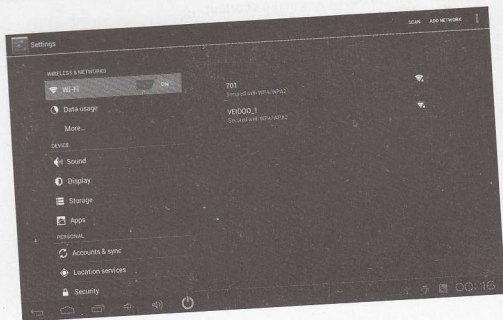 SCAN ADD NETWORK
Settings
WIRELESS & NETWORKS
Wi-Fi ON
Data usage
More...
DEVICE
Sound
Display
Storage
Apps
PERSONAL
Accounts & sync
Location services
Security
701
Secured with WPA/WPA2
VEIDOO_1
Secured with WPA/WPA2
00:16